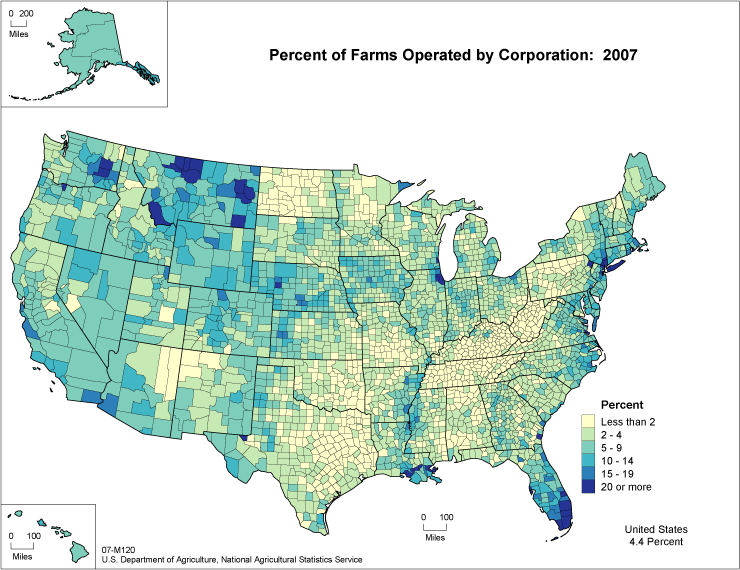 0 200
Miles
Percent of Farms Operated by Corporation: 2007
Percent
Less than 2
2 - 4
5 - 9
10 - 14
15 - 19
20 or more
0 100
Miles
United States
4.4 Percent
0 100
Miles
07-M120
U.S. Department of Agriculture, National Agricultural Statistics Service